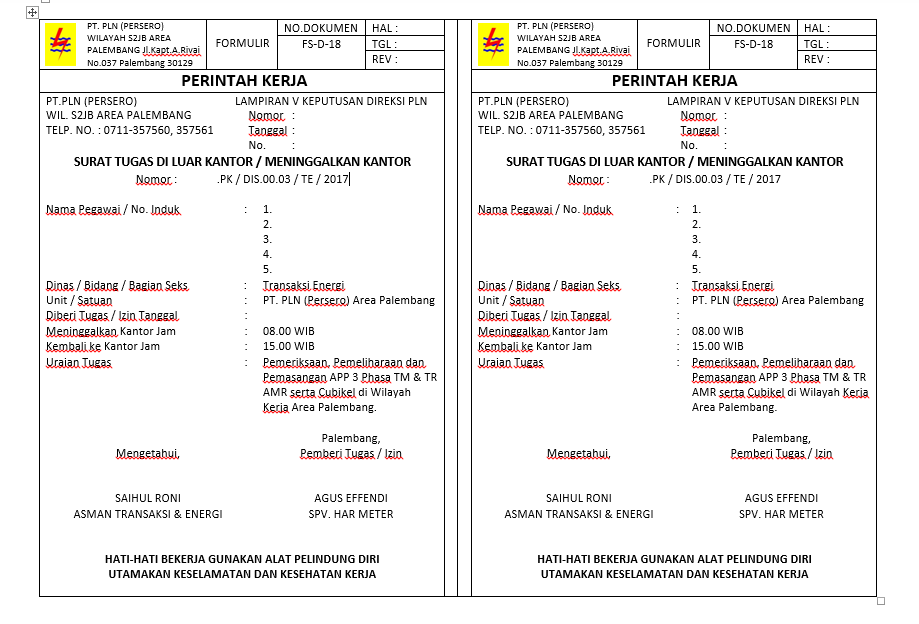 PT. PLN (PERSERO)
WILAYAH S2JB AREA
PALEMBANG Jl.Kapt.A.Rivai
No.037 Palembang 30129
FORMULIR
NO.DOKUMEN
FS-D-18
HAL :
TGL :
REV :
PERINTAH KERJA
PT.PLN (PERSERO)
WIL. S2JB AREA PALEMBANG
TELP. NO. : 0711-357560, 357561
LAMPIRAN V KEPUTUSAN DIREKSI PLN
Nomor :
Tanggal :
No. :
SURAT TUGAS DI LUAR KANTOR / MENINGGALKAN KANTOR
Nomor : .PK / DIS.00.03 / TE / 2017
Nama Pegawai / No. Induk : 1.
2.
3.
4.
5.
Dinas / Bidang / Bagian Seks : Transaksi Energi
Unit / Satuan : PT. PLN (Persero) Area Palembang
Diberi Tugas / Izin Tanggal :
Meninggalkan Kantor Jam : 08.00 WIB
Kembali ke Kantor Jam : 15.00 WIB
Uraian Tugas : Pemeriksaan, Pemeliharaan dan
Pemasangan APP 3 Phasa TM & TR
AMR serta Cubikel di Wilayah
Kerja Area Palembang.
Palembang,
Mengetahui, Pemberi Tugas / Izin
SAIHUL RONI AGUS EFFENDI
ASMAN TRANSAKSI & ENERGI SPV. HAR METER
HATI-HATI BEKERJA GUNAKAN ALAT PELINDUNG DIRI
UTAMAKAN KESELAMATAN DAN KESEHATAN KERJA
PT. PLN (PERSERO)
WILAYAH S2JB AREA
PALEMBANG Jl.Kapt.A.Rivai
No.037 Palembang 30129
FORMULIR
NO.DOKUMEN
FS-D-18
HAL :
TGL :
REV :
PERINTAH KERJA
PT.PLN (PERSERO)
WIL. S2JB AREA PALEMBANG
TELP. NO. : 0711-357560, 357561
LAMPIRAN V KEPUTUSAN DIREKSI PLN
Nomor :
Tanggal :
No. :
SURAT TUGAS DI LUAR KANTOR / MENINGGALKAN KANTOR
Nomor : .PK / DIS.00.03 / TE / 2017
Nama Pegawai / No. Induk : 1.
2.
3.
4.
5.
Dinas / Bidang / Bagian Seks : Transaksi Energi
Unit / Satuan : PT. PLN (Persero) Area Palembang
Diberi Tugas / Izin Tanggal :
Meninggalkan Kantor Jam : 08.00 WIB
Kembali ke Kantor Jam : 15.00 WIB
Uraian Tugas : Pemeriksaan, Pemeliharaan dan
Pemasangan APP 3 Phasa TM & TR
AMR serta Cubikel di Wilayah Kerja
Area Palembang.
Palembang,
Mengetahui, Pemberi Tugas / Izin
SAIHUL RONI AGUS EFFENDI
ASMAN TRANSAKSI & ENERGI SPV. HAR METER
HATI-HATI BEKERJA GUNAKAN ALAT PELINDUNG DIRI
UTAMAKAN KESELAMATAN DAN KESEHATAN KERJA